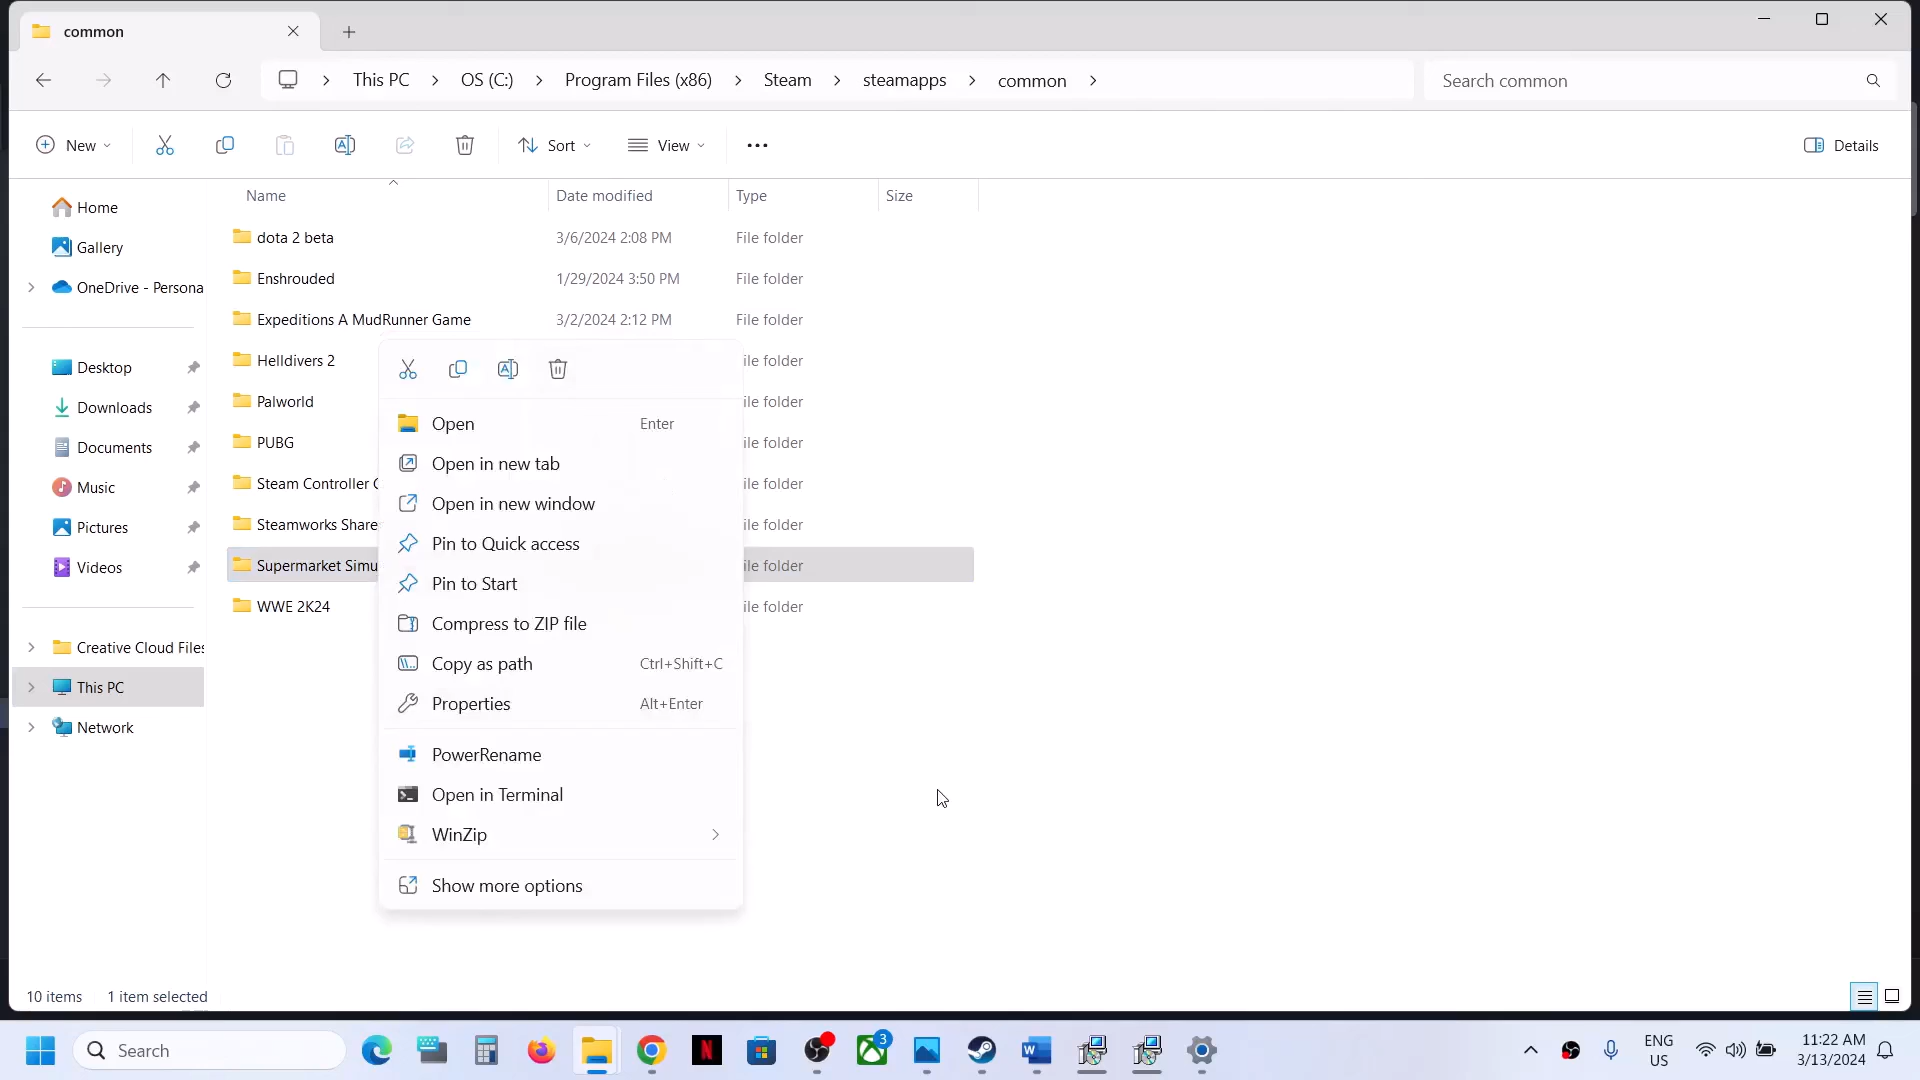 common
This PC
OS (C:)
Program Files (x86)
Steam
steamapps
common
Search common
New
Sort
View
Details
Name
Date modified
Type
Size
Home
Gallery
OneDrive - Persona
Desktop
Downloads
Documents
Music
Pictures
Videos
Creative Cloud Files
This PC
Network
dota 2 beta 3/6/2024 2:08 PM File folder
Enshrouded 1/29/2024 3:50 PM File folder
Expeditions A MudRunner Game 3/2/2024 2:12 PM File folder
Helldivers 2 ile folder
Palworld ile folder
PUBG ile folder
Steam Controller ile folder
Steamworks Share ile folder
Supermarket Simu ile folder
WWE 2K24 ile folder
Open Enter
Open in new tab
Open in new window
Pin to Quick access
Pin to Start
Compress to ZIP file
Copy as path Ctrl+Shift+C
Properties Alt+Enter
PowerRename
Open in Terminal
WinZip
Show more options
10 items 1 item selected
Search
3
ENG
US
11:22 AM
3/13/2024